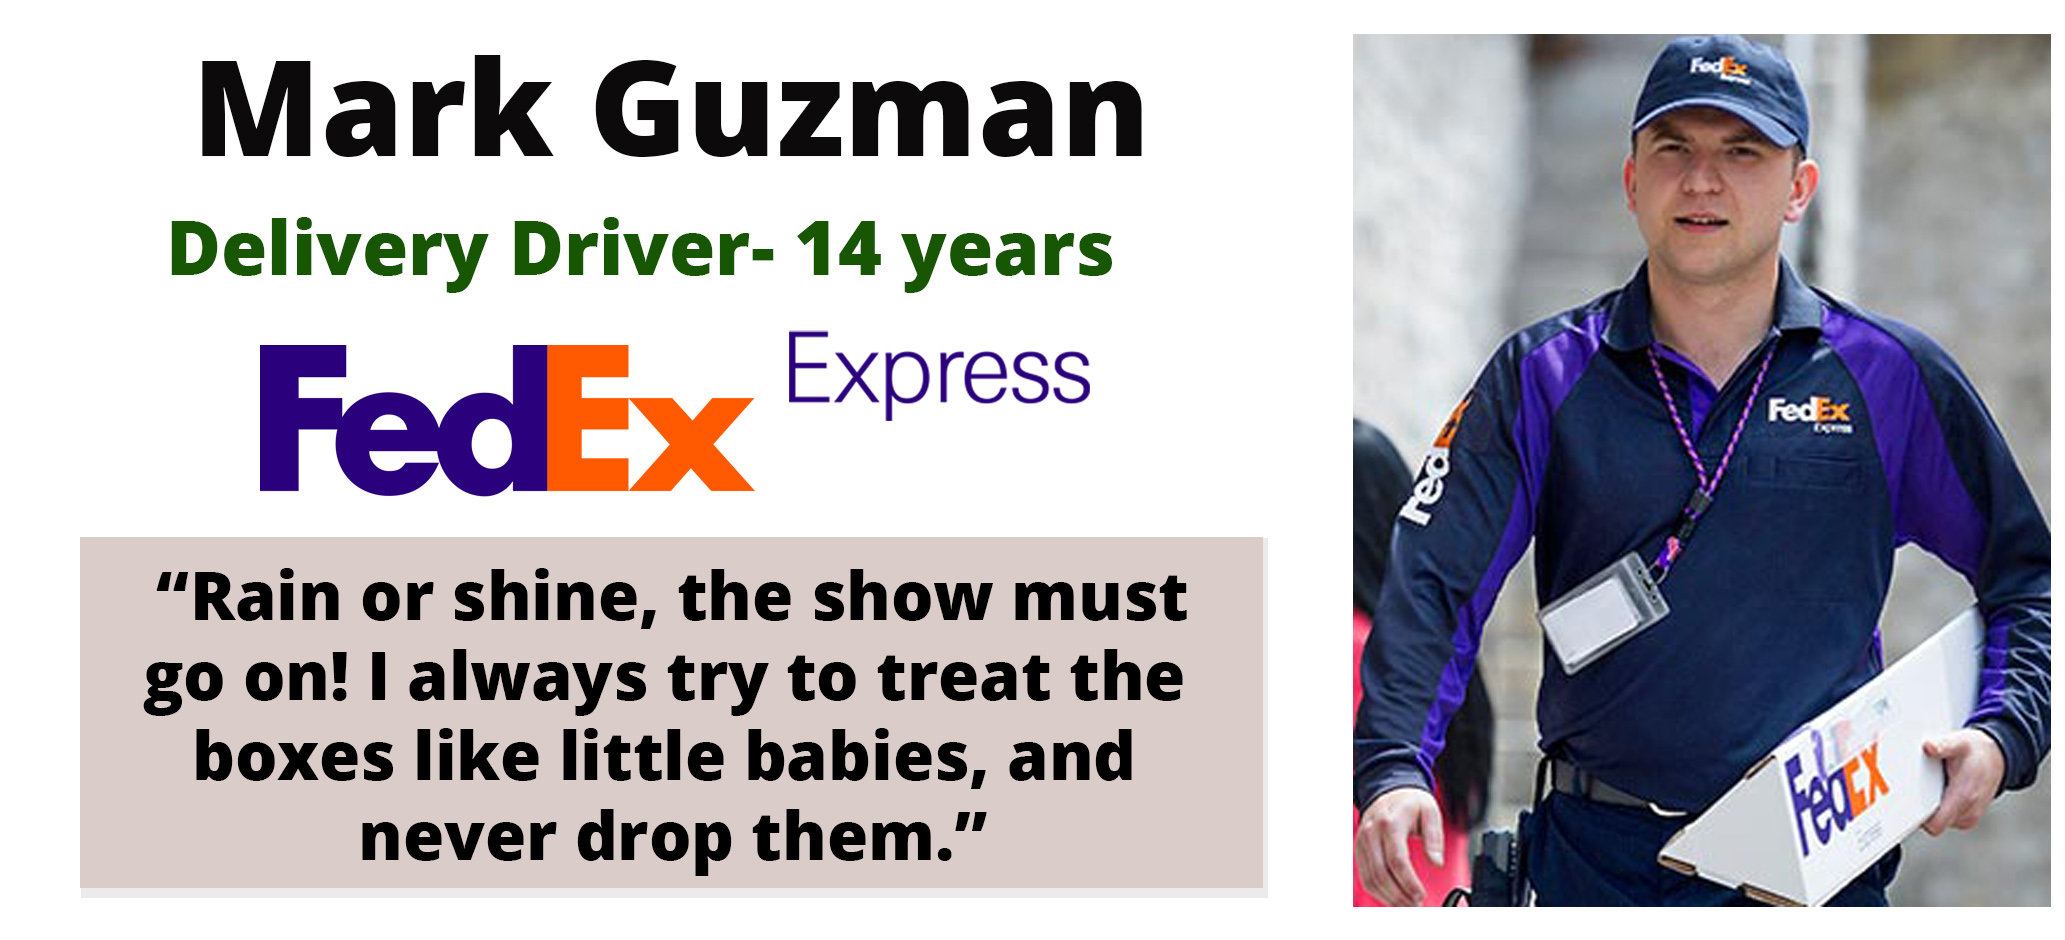 Mark Guzman
Delivery Driver- 14 years
FedEx Express
“Rain or shine, the show must
go on! I always try to treat the
boxes like little babies, and
never drop them.”
FedEx
Express
FedEx
Express
FedEx
FedEx